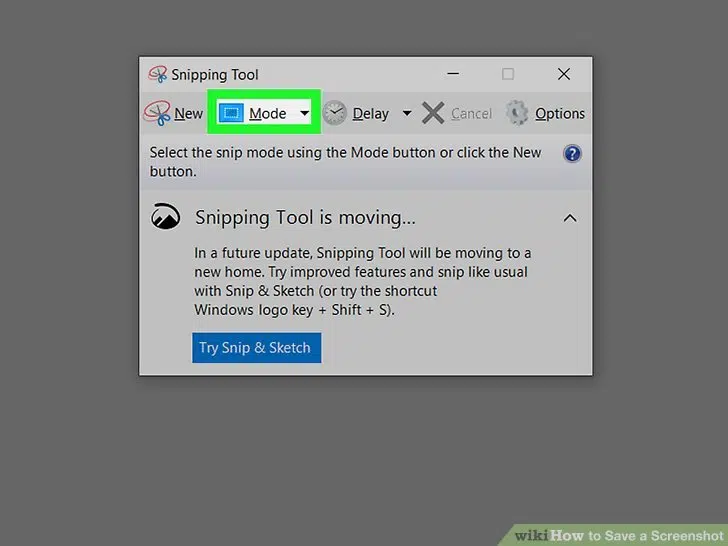 Snipping Tool
New Mode Delay Cancel Options
Select the snip mode using the Mode button or click the New
button.
?
Snipping Tool is moving...
In a future update, Snipping Tool will be moving to a
new home. Try improved features and snip like usual
with Snip & Sketch (or try the shortcut
Windows logo key + Shift + S).
Try Snip & Sketch
wikiHow to Save a Screenshot